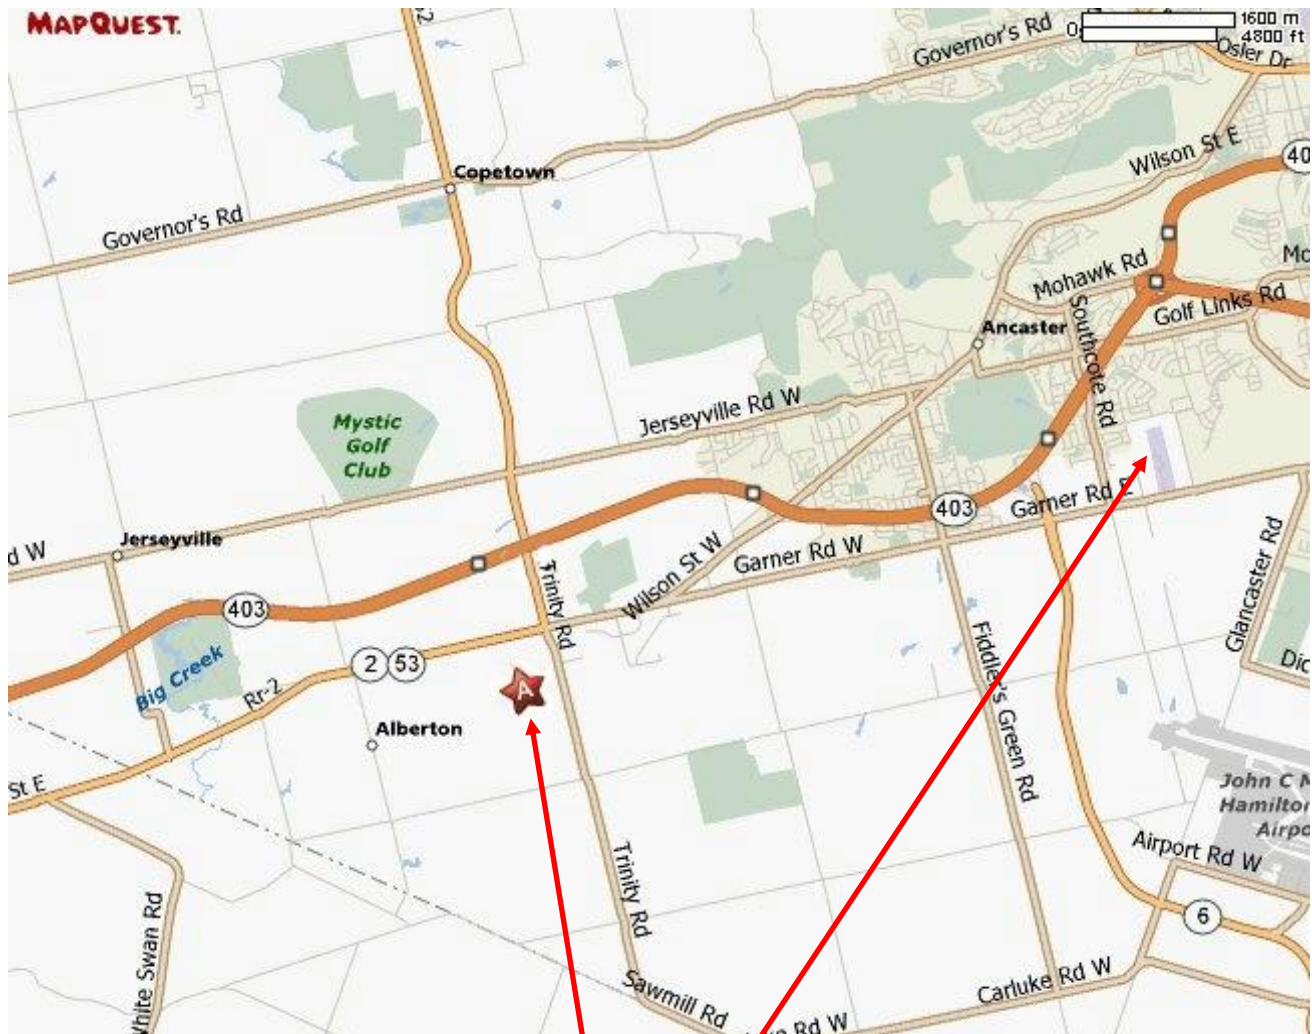 MAPQUEST.
1600 m
4800 ft
0
Governor's Rd
Osler Dr
Wilson St E
Copetown
Governor's Rd
Mohawk Rd
Golf Links Rd
Southcote Rd
Ancaster
Jerseyville Rd W
Mystic
Golf
Club
403
Garner Rd E
Jerseyville
d W
Trinity Rd
Wilson St W
Garner Rd W
Glancaster Rd
403
2
53
Big Creek
Rr-2
A
Alberton
Fiddler's Green Rd
St E
John C M
Hamilton
Airpo
Airport Rd W
Trinity Rd
6
White Swan Rd
Sawmill Rd
Carluke Rd W
Rd W